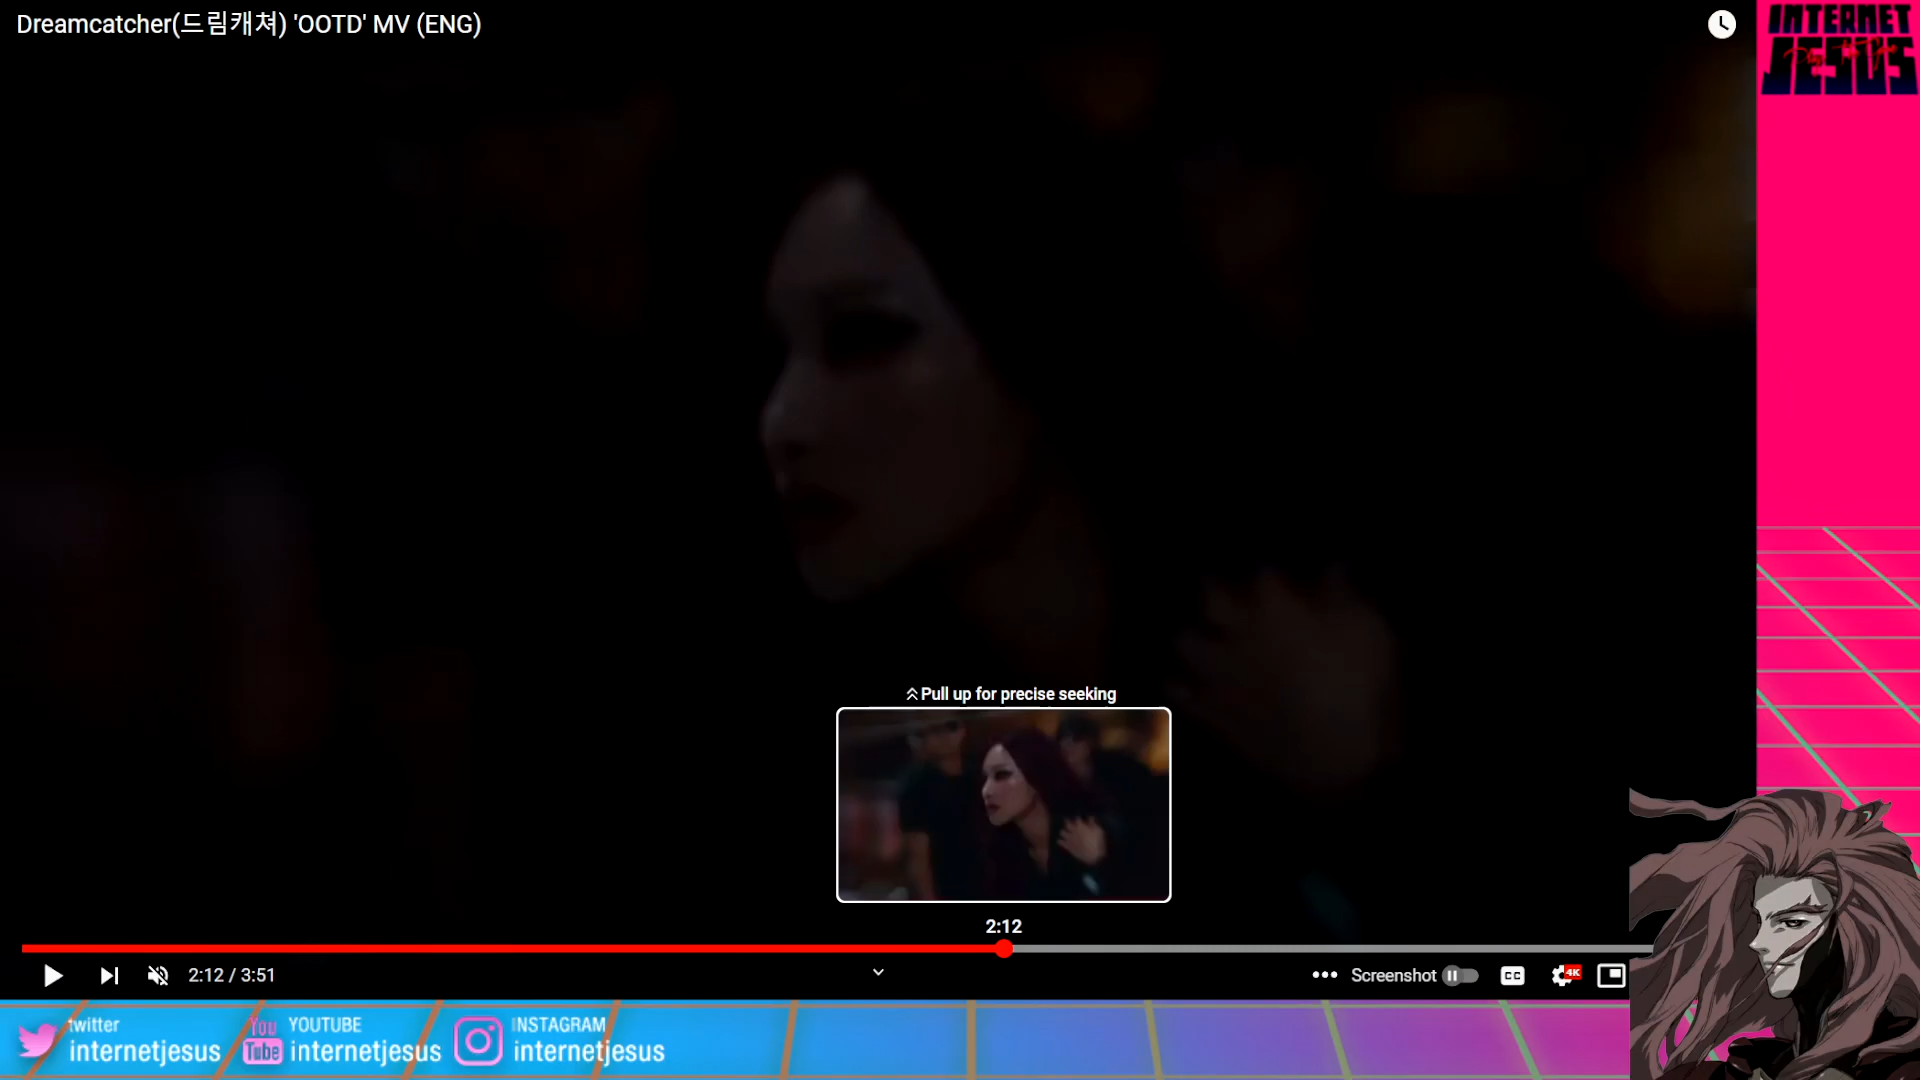 Dreamcatcher(드림캐쳐) 'OOTD' MV (ENG)
INTERNET
JESUS
Pull up for precise seeking
2:12
2:12 / 3:51
Screenshot
CC
4K
twitter
internetjesus
You
Tube
YOUTUBE
internetjesus
INSTAGRAM
internetjesus